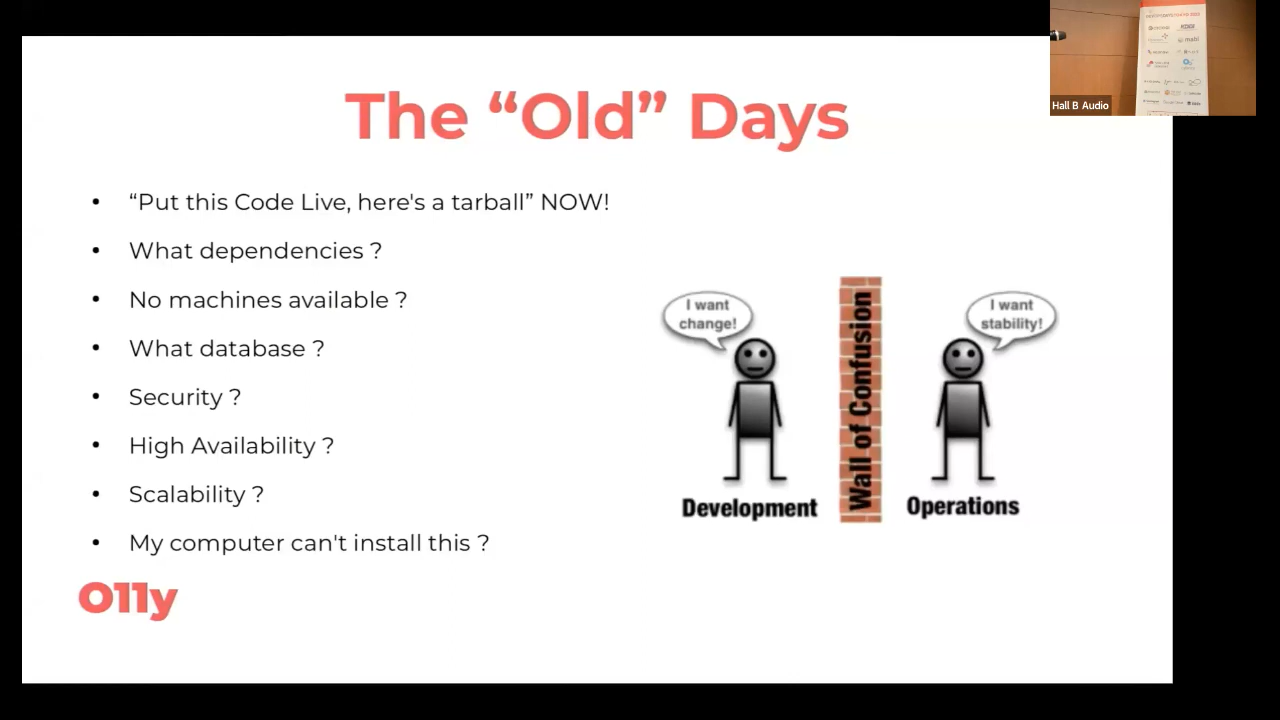 The “Old” Days
• “Put this Code Live, here's a tarball” NOW!
• What dependencies ?
• No machines available ?
• What database ?
• Security ?
• High Availability ?
• Scalability ?
• My computer can't install this ?
I want
change!
Wall of Confusion
I want
stability!
Development
Operations
O11y
Hall B Audio
mabl